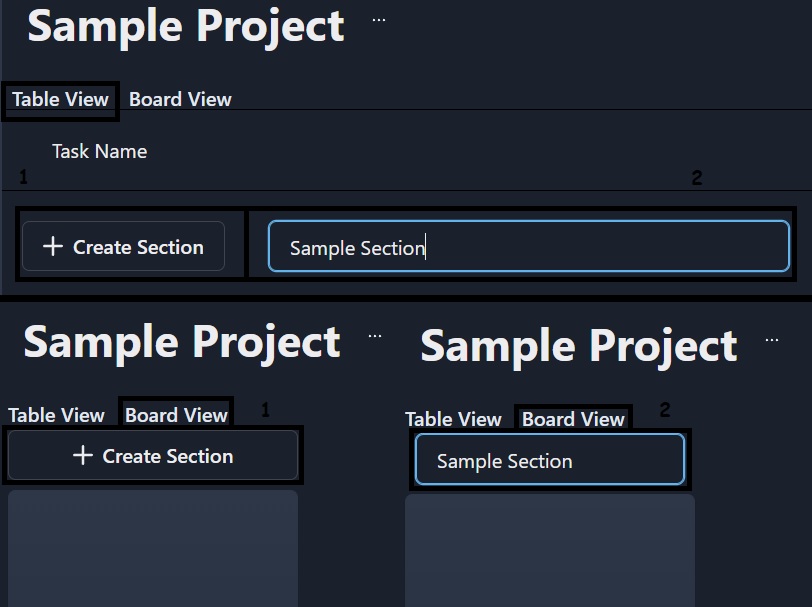 Sample Project ...
Table View Board View
Task Name
1 2
+ Create Section Sample Section
Sample Project ...
Table View Board View 1
+ Create Section
Sample Project ...
Table View Board View 2
Sample Section